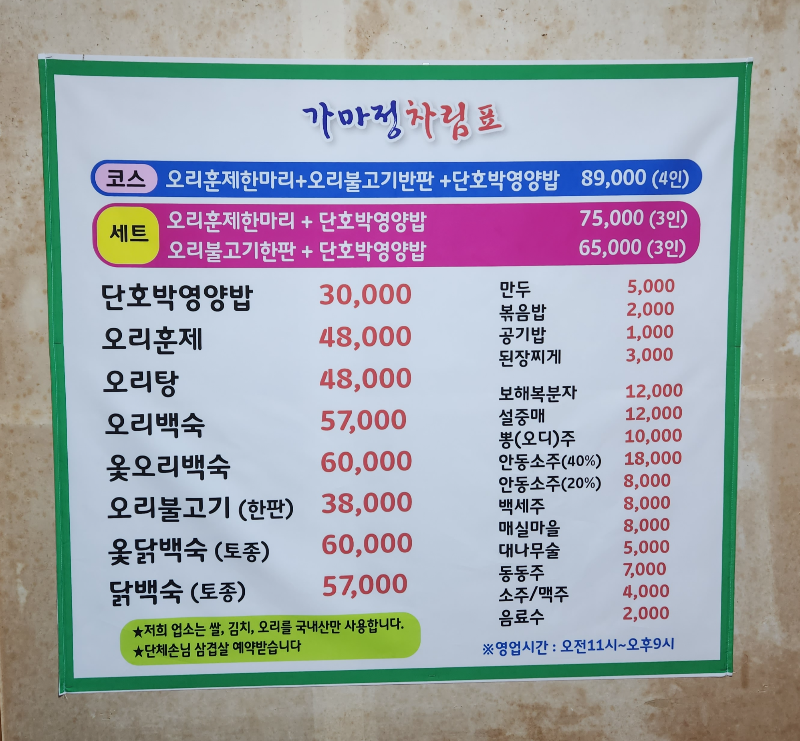 가마정차림표
코스 오리훈제한마리+오리불고기반판 +단호박영양밥 89,000 (4인)
세트
오리훈제한마리 + 단호박영양밥 75,000 (3인)
오리불고기한판 + 단호박영양밥 65,000 (3인)
단호박영양밥 30,000
오리훈제 48,000
오리탕 48,000
오리백숙 57,000
옻오리백숙 60,000
오리불고기 (한판) 38,000
옻닭백숙 (토종) 60,000
닭백숙 (토종) 57,000
★저희 업소는 쌀, 김치, 오리를 국내산만 사용합니다.
★단체손님 삼겹살 예약받습니다
만두 5,000
볶음밥 2,000
공기밥 1,000
된장찌게 3,000
보해복분자 12,000
설중매 12,000
뽕(오디)주 10,000
안동소주(40%) 18,000
안동소주(20%) 8,000
백세주 8,000
매실마을 8,000
대나무술 5,000
동동주 7,000
소주/맥주 4,000
음료수 2,000
※영업시간 : 오전11시~오후9시